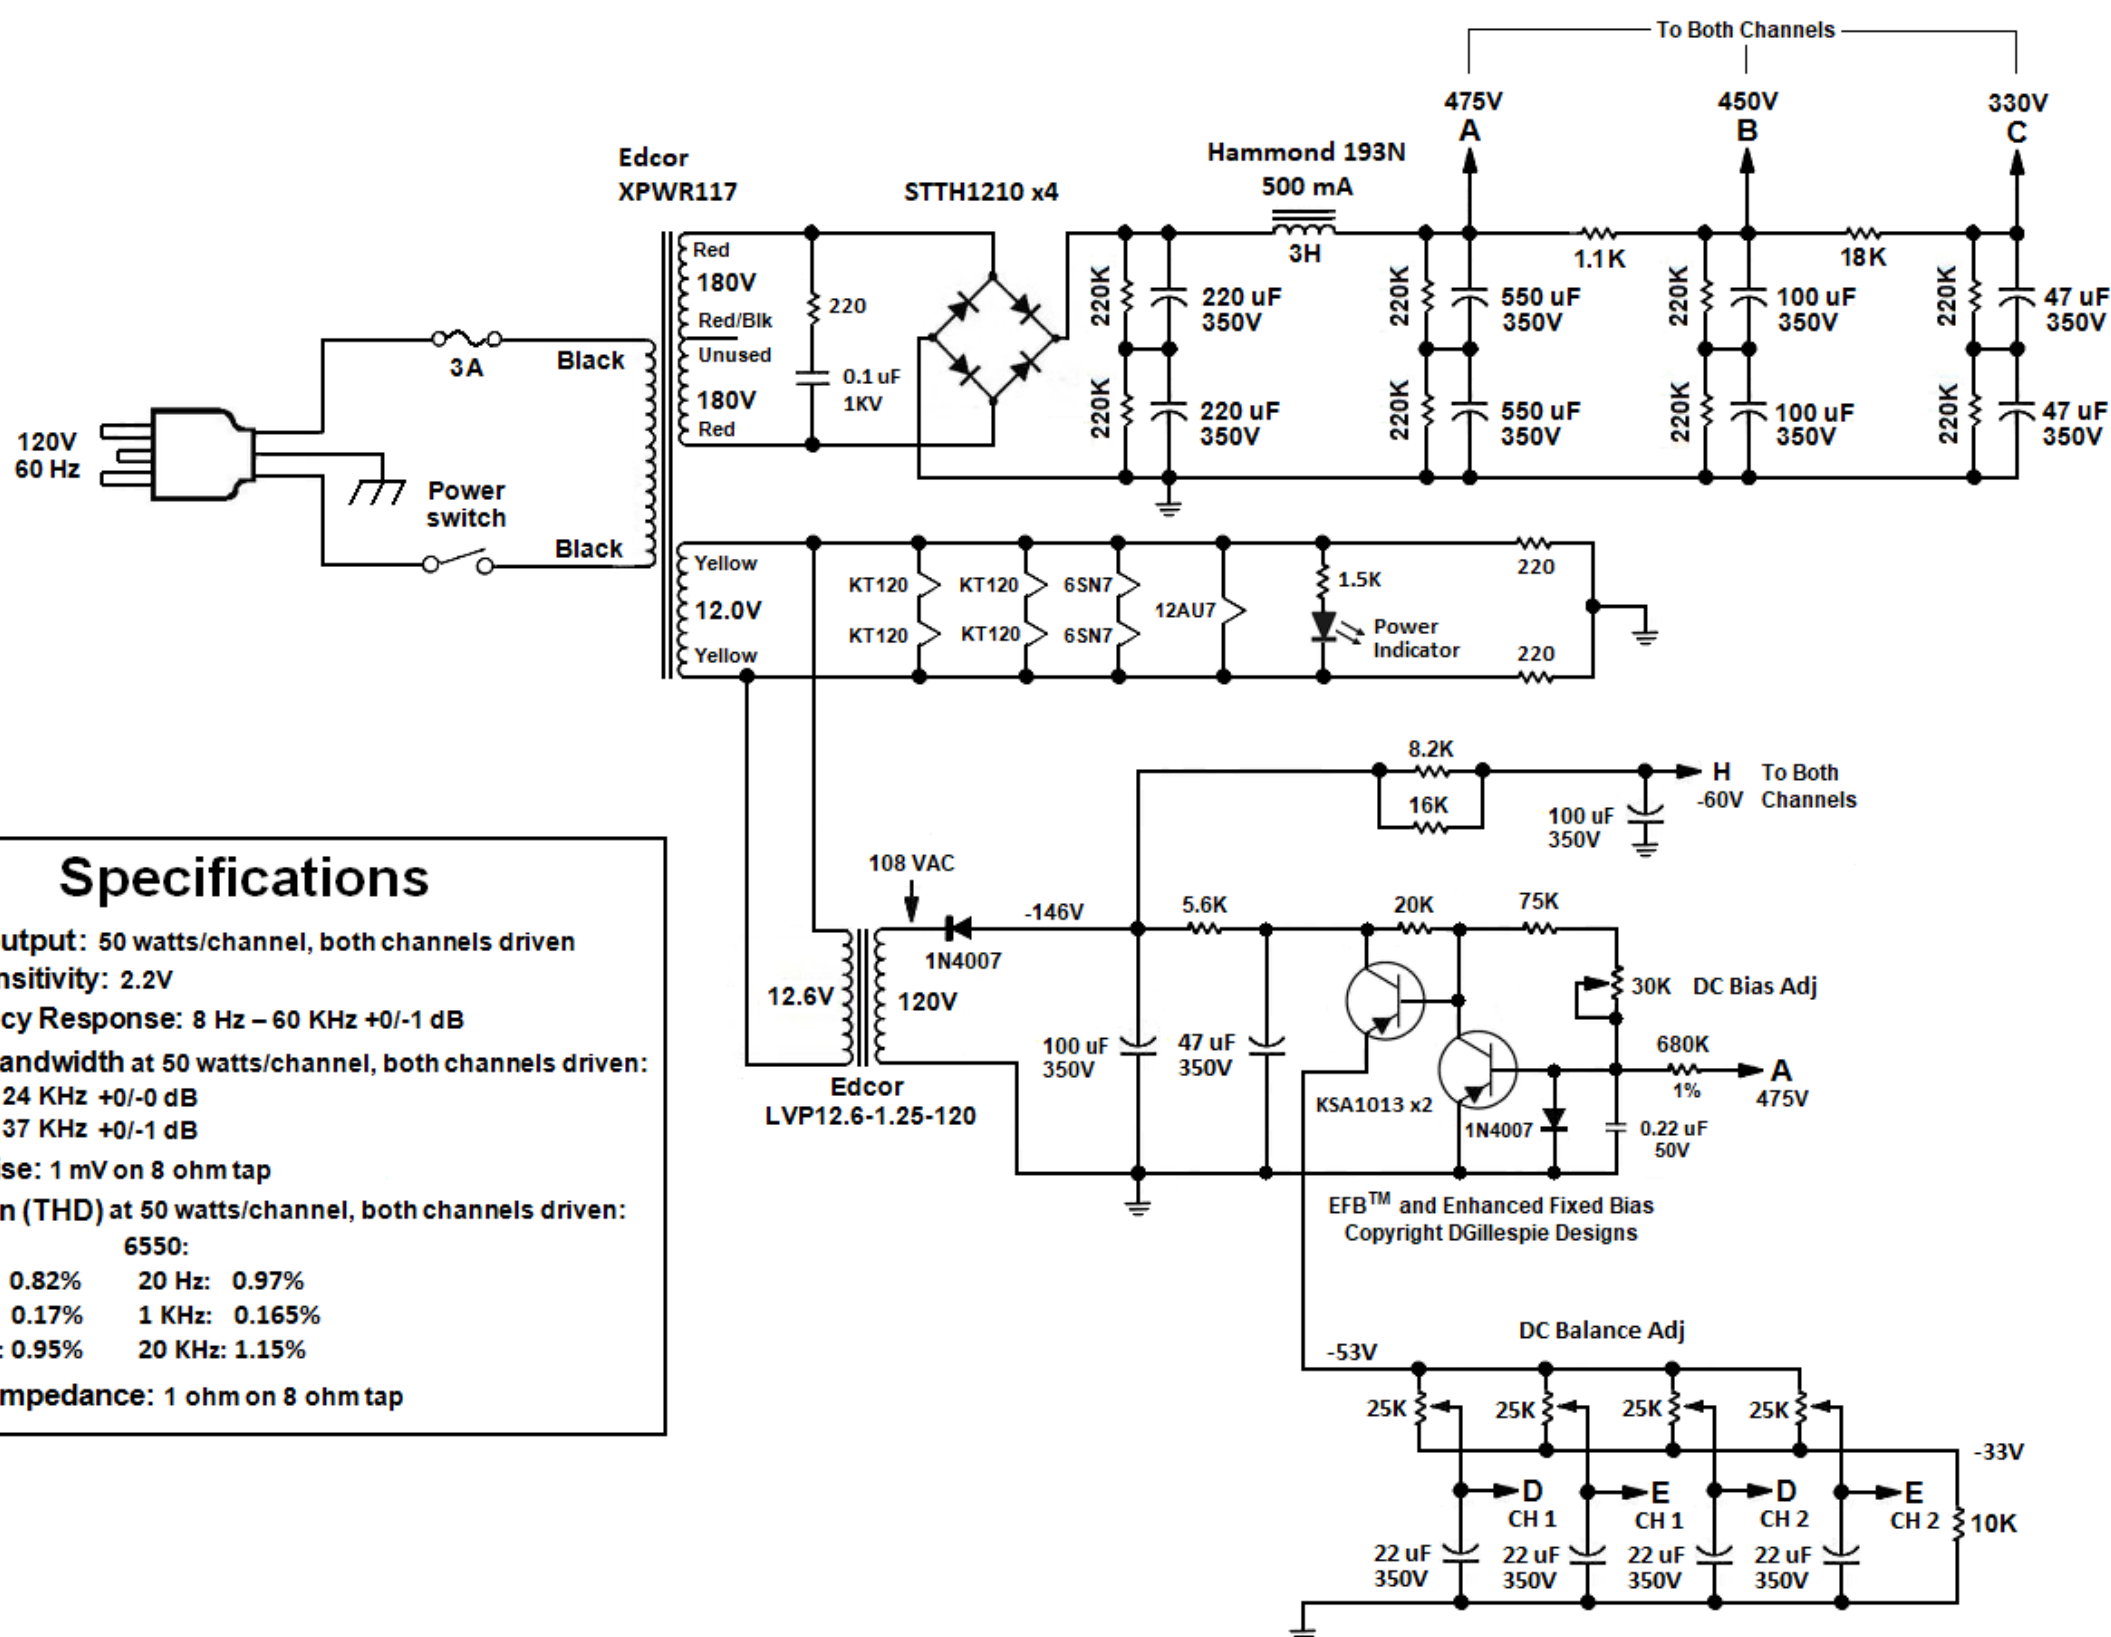 To Both Channels
475V
A
450V
B
330V
C
Edcor
XPWR117
STTH1210 x4
Hammond 193N
500 mA
3H
1.1K
18K
Red
180V
Red/Blk
Unused
180V
Red
220
0.1 uF
1KV
220K
220 uF
350V
220K
220 uF
350V
220K
550 uF
350V
220K
550 uF
350V
220K
100 uF
350V
220K
100 uF
350V
220K
47 uF
350V
220K
47 uF
350V
3A
Black
120V
60 Hz
Power
switch
Black
Yellow
12.0V
Yellow
KT120
KT120
KT120
KT120
6SN7
6SN7
12AU7
1.5K
Power
Indicator
220
220
8.2K
16K
H
-60V
To Both
Channels
100 uF
350V
108 VAC
-146V
1N4007
12.6V
120V
Edcor
LVP12.6-1.25-120
5.6K
20K
75K
30K DC Bias Adj
100 uF
350V
47 uF
350V
KSA1013 x2
1N4007
680K
1%
A
475V
0.22 uF
50V
EFB™ and Enhanced Fixed Bias
Copyright DGillespie Designs
Specifications
utput: 50 watts/channel, both channels driven
nsitivity: 2.2V
cy Response: 8 Hz – 60 KHz +0/-1 dB
andwidth at 50 watts/channel, both channels driven:
24 KHz +0/-0 dB
37 KHz +0/-1 dB
ise: 1 mV on 8 ohm tap
n (THD) at 50 watts/channel, both channels driven:
6550:
0.82% 20 Hz: 0.97%
0.17% 1 KHz: 0.165%
: 0.95% 20 KHz: 1.15%
mpedance: 1 ohm on 8 ohm tap
DC Balance Adj
-53V
25K
25K
25K
25K
-33V
D
CH 1
E
CH 1
D
CH 2
E
CH 2
10K
22 uF
350V
22 uF
350V
22 uF
350V
22 uF
350V